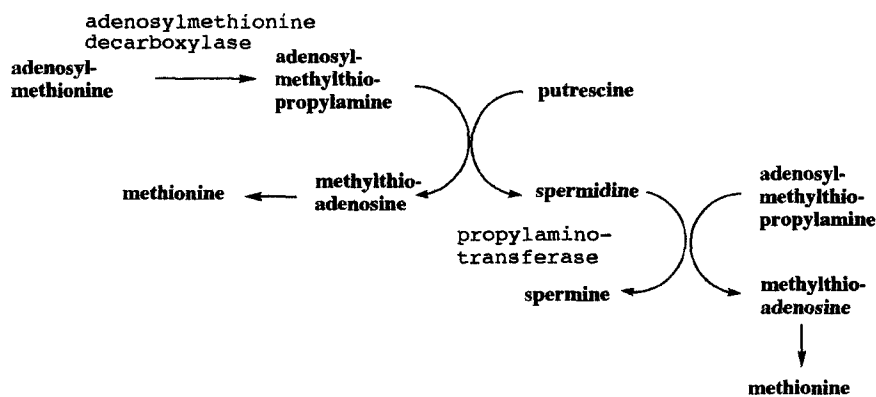 adenosylmethionine
decarboxylase
adenosyl-
methionine
adenosyl-
methylthio-
propylamine
putrescine
methionine
methylthio-
adenosine
spermidine
adenosyl-
methylthio-
propylamine
propylamino-
transferase
spermine
methylthio-
adenosine
methionine